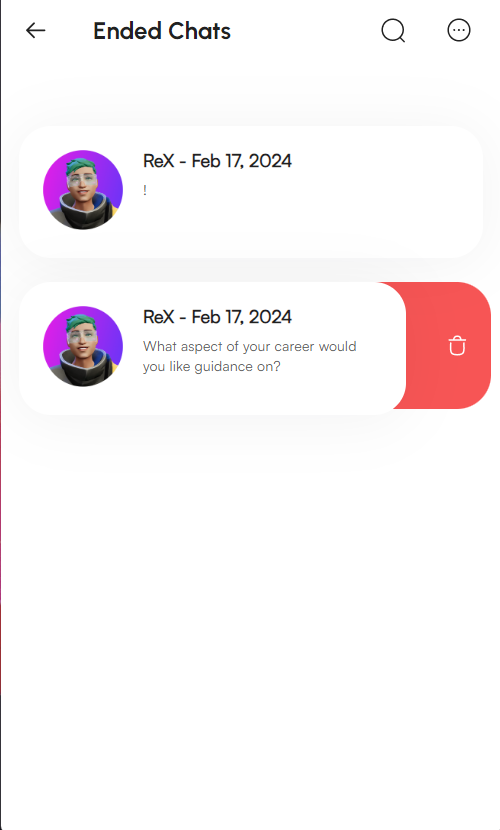 Ended Chats
ReX - Feb 17, 2024
!
ReX - Feb 17, 2024
What aspect of your career would
you like guidance on?